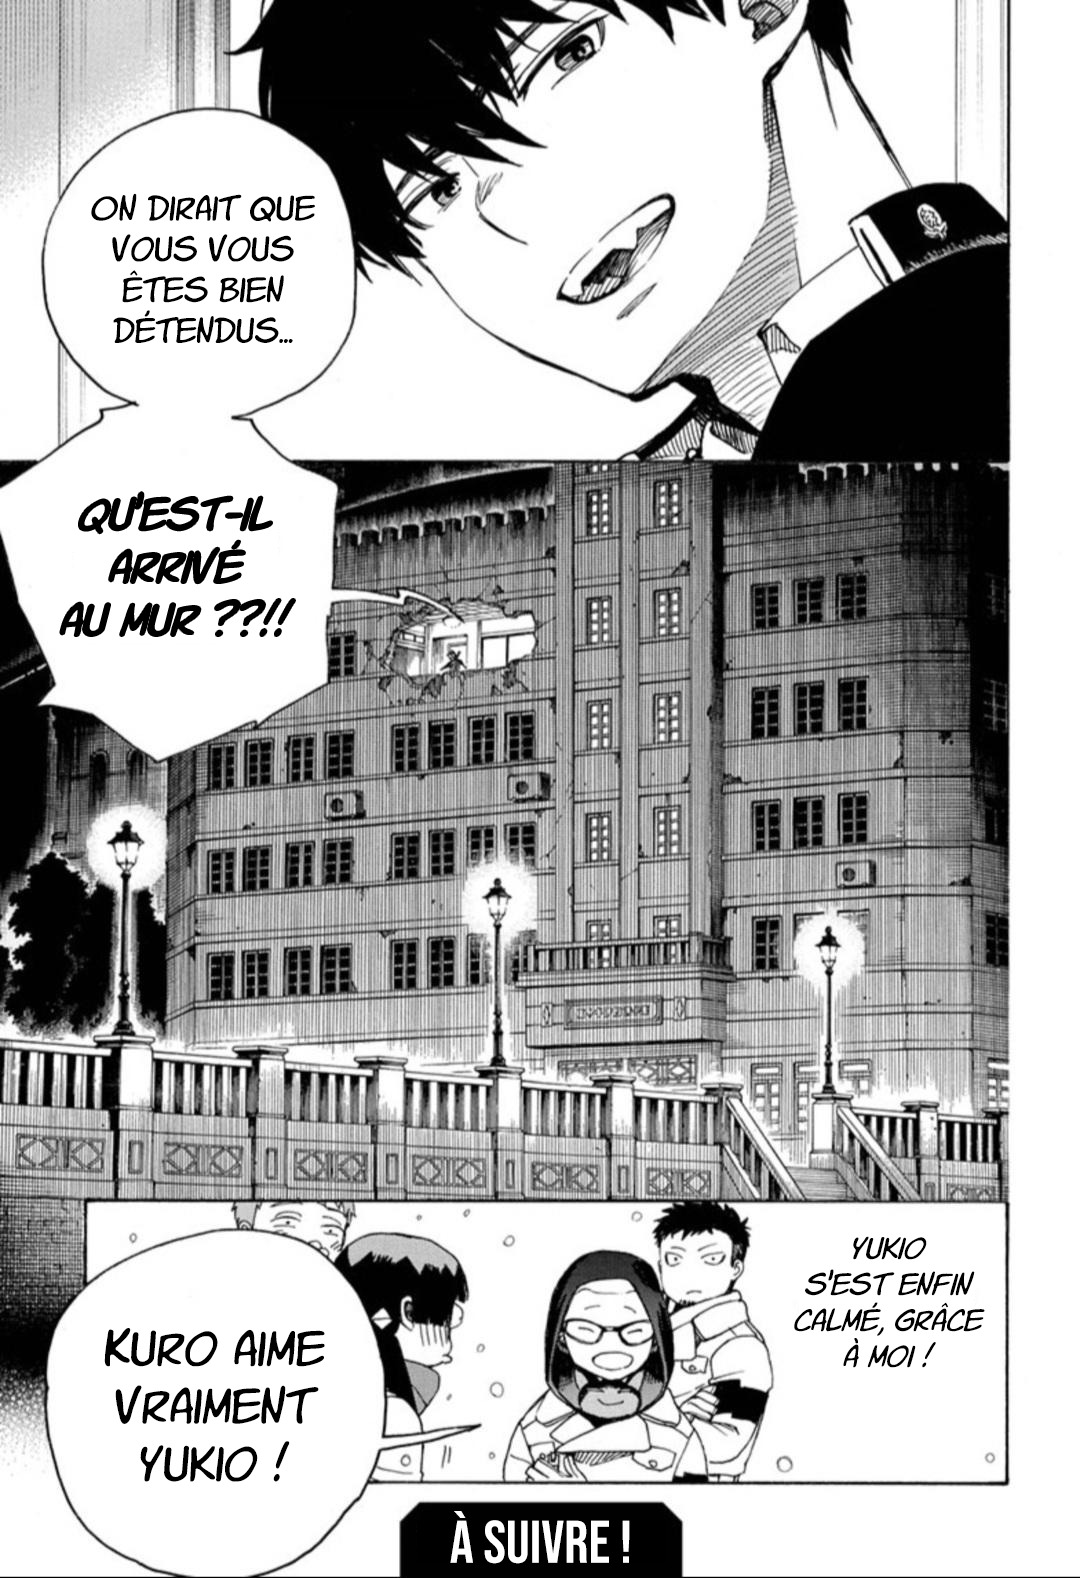 ON DIRAIT QUE
VOUS VOUS
ÊTES BIEN
DÉTENDUS...
QU'EST-IL
ARRIVÉ
AU MUR ??!!
YUKIO
S'EST ENFIN
CALMÉ, GRÂCE
À MOI !
KURO AIME
VRAIMENT
YUKIO !
À SUIVRE !